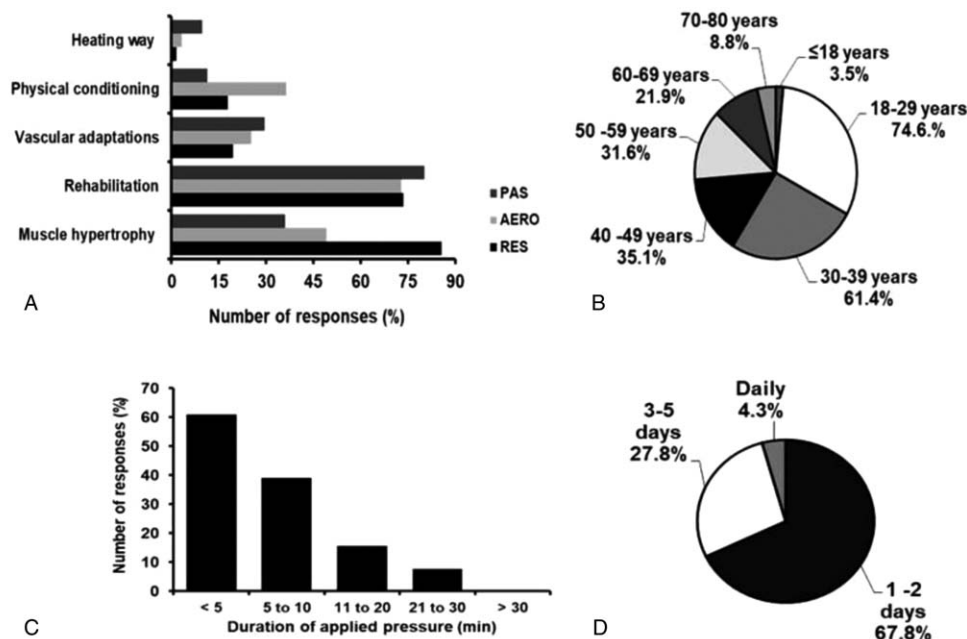 Heating way
Physical conditioning
Vascular adaptations
Rehabilitation
Muscle hypertrophy
PAS
AERO
RES
0 15 30 45 60 75 90
Number of responses (%)
A
70-80 years
8.8%
≤18 years
3.5%
60-69 years
21.9%
18-29 years
74.6.%
50 -59 years
31.6%
40 -49 years
35.1%
30-39 years
61.4%
B
Number of responses (%)
70
60
50
40
30
20
10
0
< 5 5 to 10 11 to 20 21 to 30 > 30
Duration of applied pressure (min)
C
Daily
4.3%
3-5
days
27.8%
1 -2
days
67.8%
D